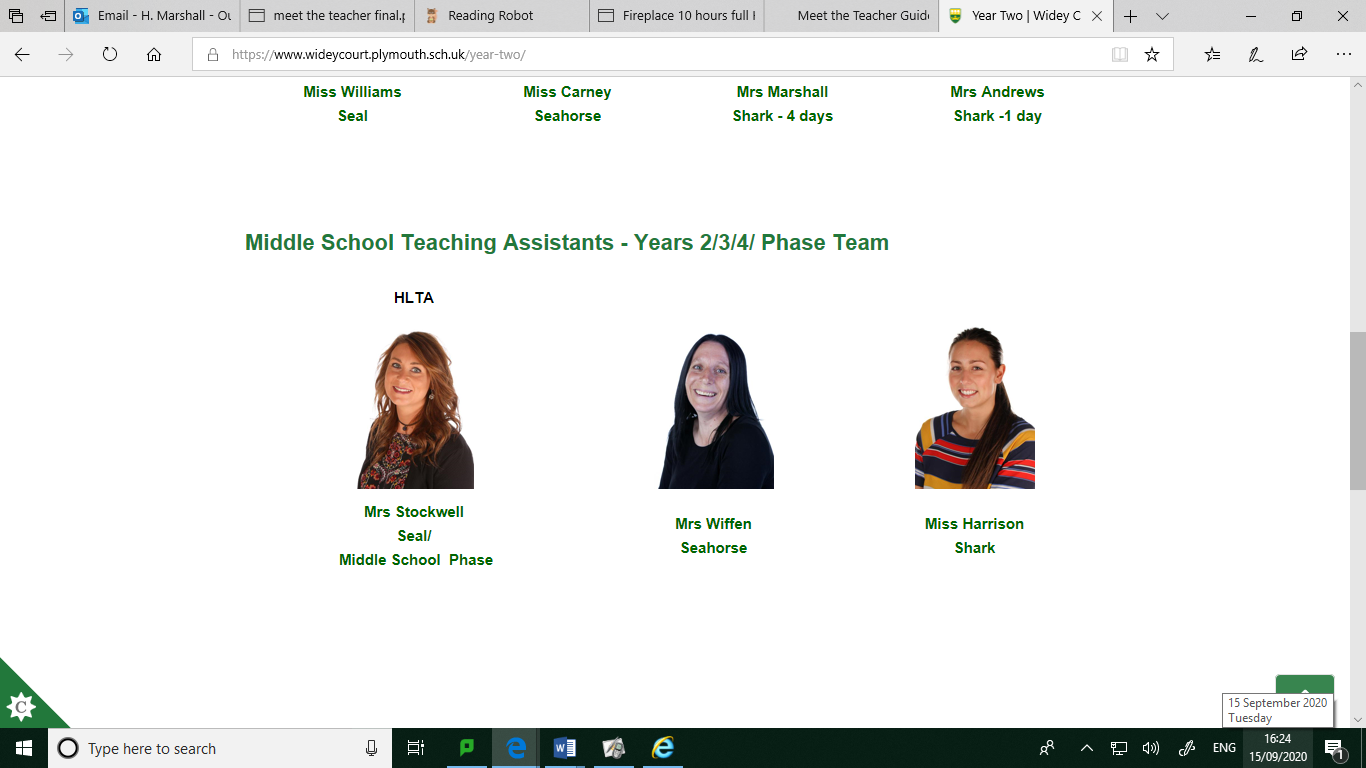 Email - H. Marshall - Ou
meet the teacher final.p
Reading Robot
Fireplace 10 hours full H
Meet the Teacher Guide
Year Two | Widey C
https://www.wideycourt.plymouth.sch.uk/year-two/
Miss Williams
Seal
Miss Carney
Seahorse
Mrs Marshall
Shark - 4 days
Mrs Andrews
Shark -1 day
Middle School Teaching Assistants - Years 2/3/4/ Phase Team
HLTA
Mrs Stockwell
Seal/
Middle School Phase
Mrs Wiffen
Seahorse
Miss Harrison
Shark
C
15 September 2020
Tuesday
Type here to search
ENG
16:24
15/09/2020
1